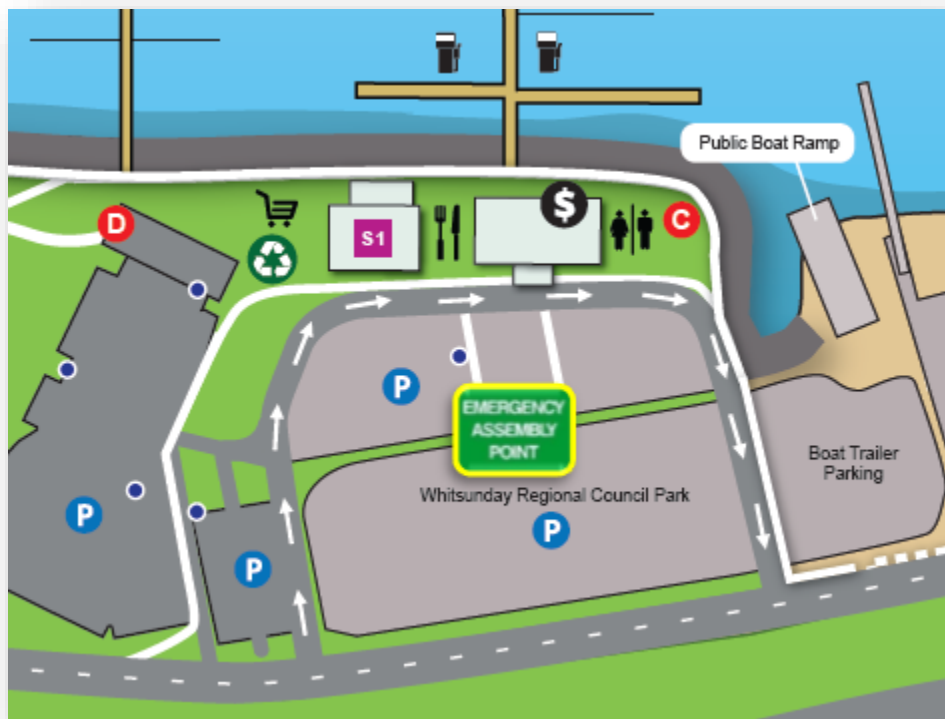 Public Boat Ramp
D
$
C
S1
P
EMERGENCY
ASSEMBLY
POINT
Boat Trailer
Parking
Whitsunday Regional Council Park
P
P
P